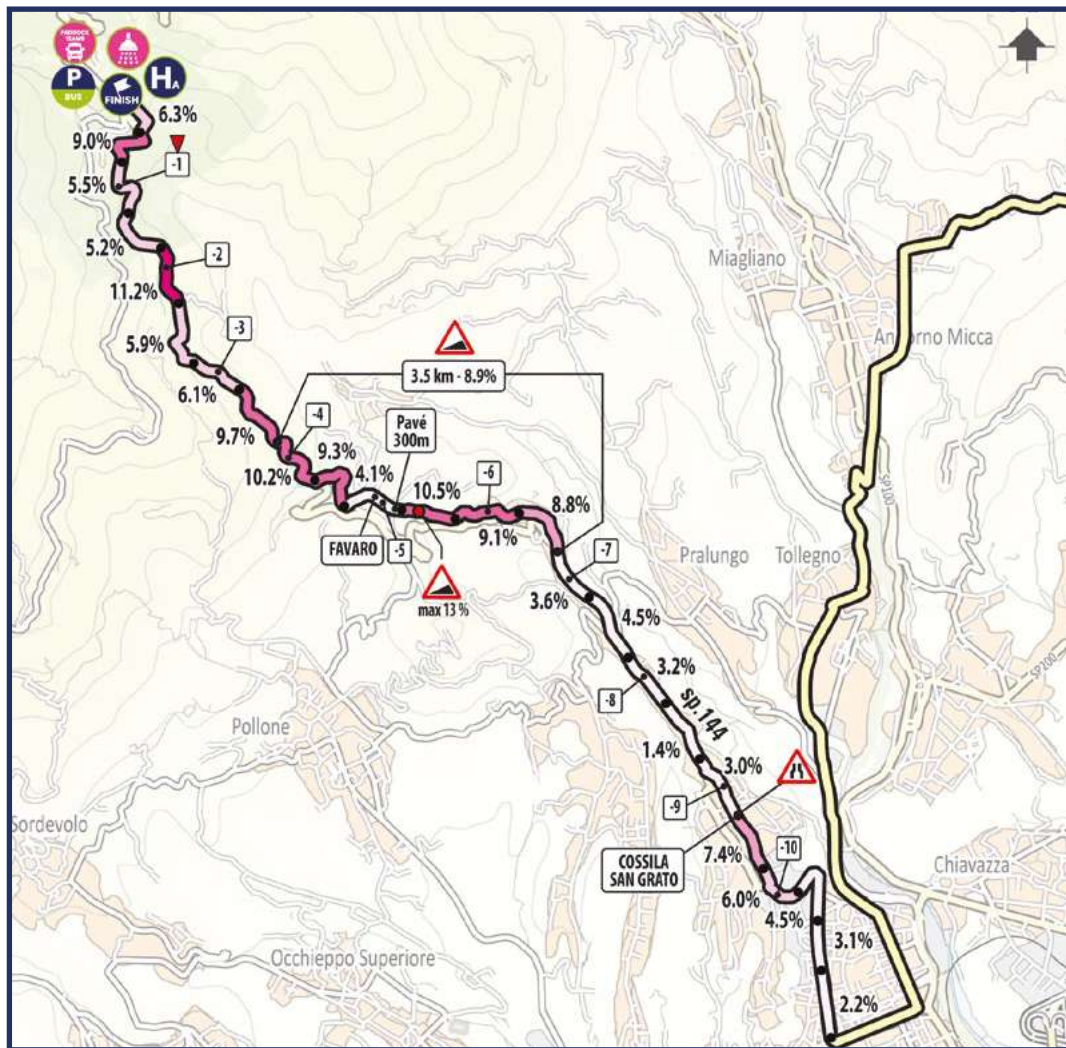 PADDOCK
TEAMS
P
BUS
FINISH
HA
6.3%
9.0%
-1
5.5%
5.2%
-2
11.2%
Miagliano
-3
5.9%
Andorno Micca
6.1%
3.5 km - 8.9%
9.7%
-4
Pavé
300m
9.3%
10.2%
4.1%
10.5%
-6
SP100
8.8%
FAVARO
-5
9.1%
-7
Pralungo
Tollegno
max 13 %
3.6%
4.5%
3.2%
SP100
-8
sp.144
Pollone
1.4%
3.0%
-9
Sordevolo
COSSILA
SAN GRATO
7.4%
-10
Chiavazza
6.0%
4.5%
3.1%
Occhieppo Superiore
2.2%